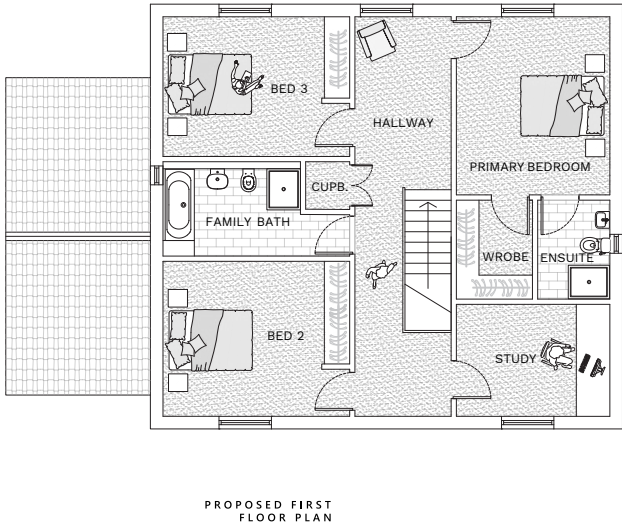 BED 3
HALLWAY
PRIMARY BEDROOM
CUPB.
FAMILY BATH
WROBE
ENSUITE
BED 2
STUDY
PROPOSED FIRST
FLOOR PLAN